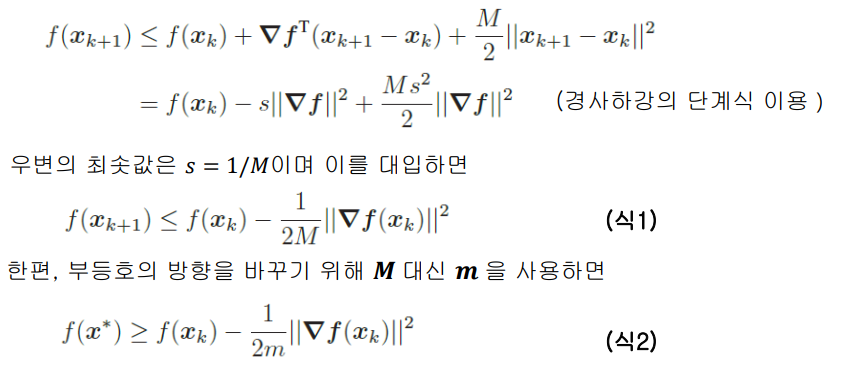 f(x_{k+1}) ≤ f(x_k) + ∇f^T(x_{k+1} − x_k) + \frac{M}{2}||x_{k+1} − x_k||^2
= f(x_k) − s||∇f||^2 + \frac{Ms^2}{2}||∇f||^2 (경사하강의 단계식 이용 )
우변의 최솟값은 s = 1/M이며 이를 대입하면
f(x_{k+1}) ≤ f(x_k) − \frac{1}{2M}||∇f(x_k)||^2 (식1)
한편, 부등호의 방향을 바꾸기 위해 M 대신 m 을 사용하면
f(x^*) ≥ f(x_k) − \frac{1}{2m}||∇f(x_k)||^2 (식2)